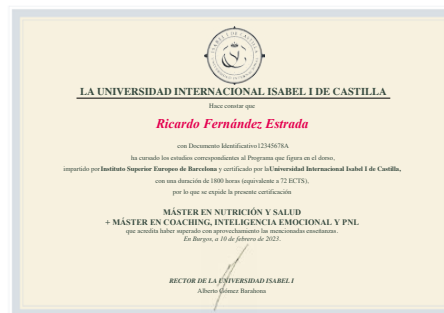 ISABEL I DE CASTILLA
LA UNIVERSIDAD INTERNACIONAL ISABEL I DE CASTILLA
Hace constar que
Ricardo Fernández Estrada
con Documento Identificativo12345678A
ha cursado los estudios correspondientes al Programa que figura en el dorso,
impartido por Instituto Superior Europeo de Barcelona y certificado por laUniversidad Internacional Isabel I de Castilla,
con una duración de 1800 horas (equivalente a 72 ECTS),
por lo que se expide la presente certificación
MÁSTER EN NUTRICIÓN Y SALUD
+ MÁSTER EN COACHING, INTELIGENCIA EMOCIONAL Y PNL
que acredita haber superado con aprovechamiento las mencionadas enseñanzas.
En Burgos, a 10 de febrero de 2023.
RECTOR DE LA UNIVERSIDAD ISABEL I
Alberto Gómez Barahona